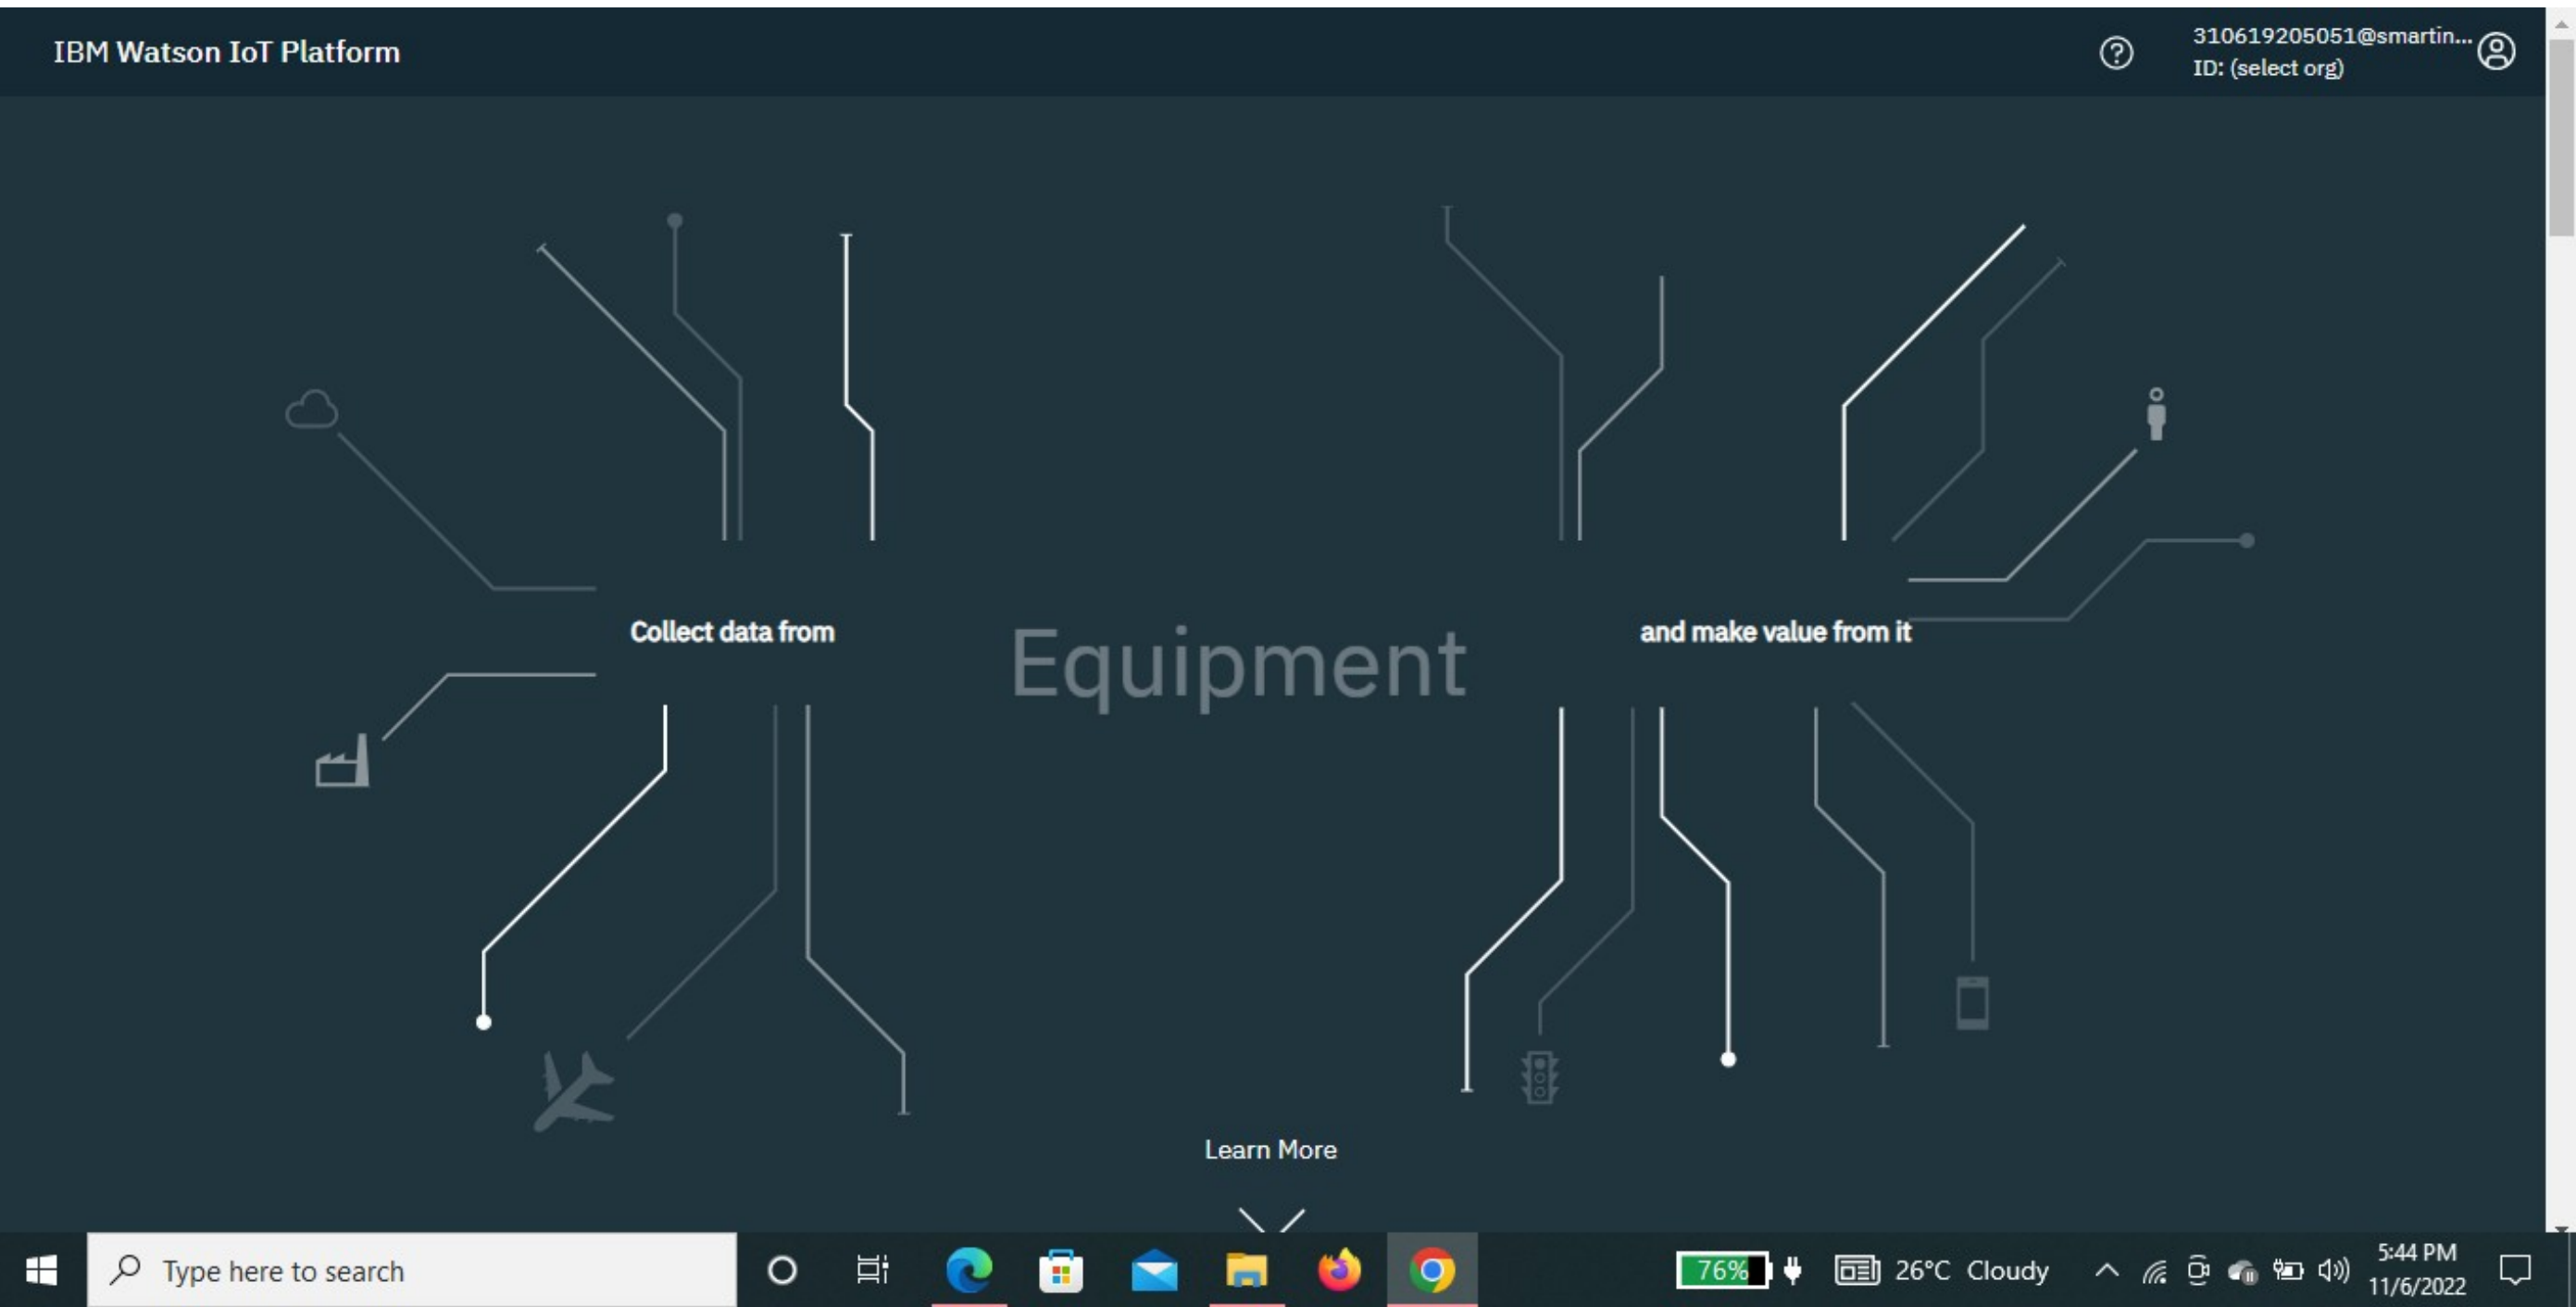 IBM Watson IoT Platform
310619205051@smartin...
ID: (select org)
Collect data from
Equipment
and make value from it
Learn More
Type here to search
76%
26°C Cloudy
5:44 PM
11/6/2022